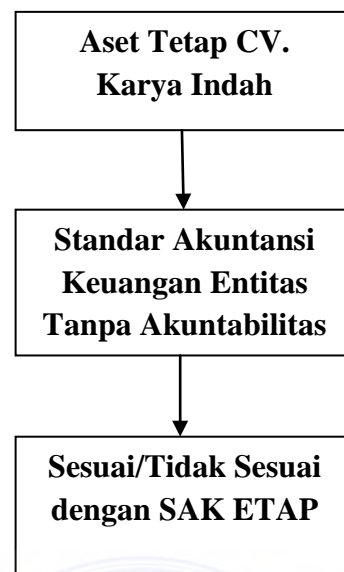 Aset Tetap CV.
Karya Indah
Standar Akuntansi
Keuangan Entitas
Tanpa Akuntabilitas
Sesuai/Tidak Sesuai
dengan SAK ETAP